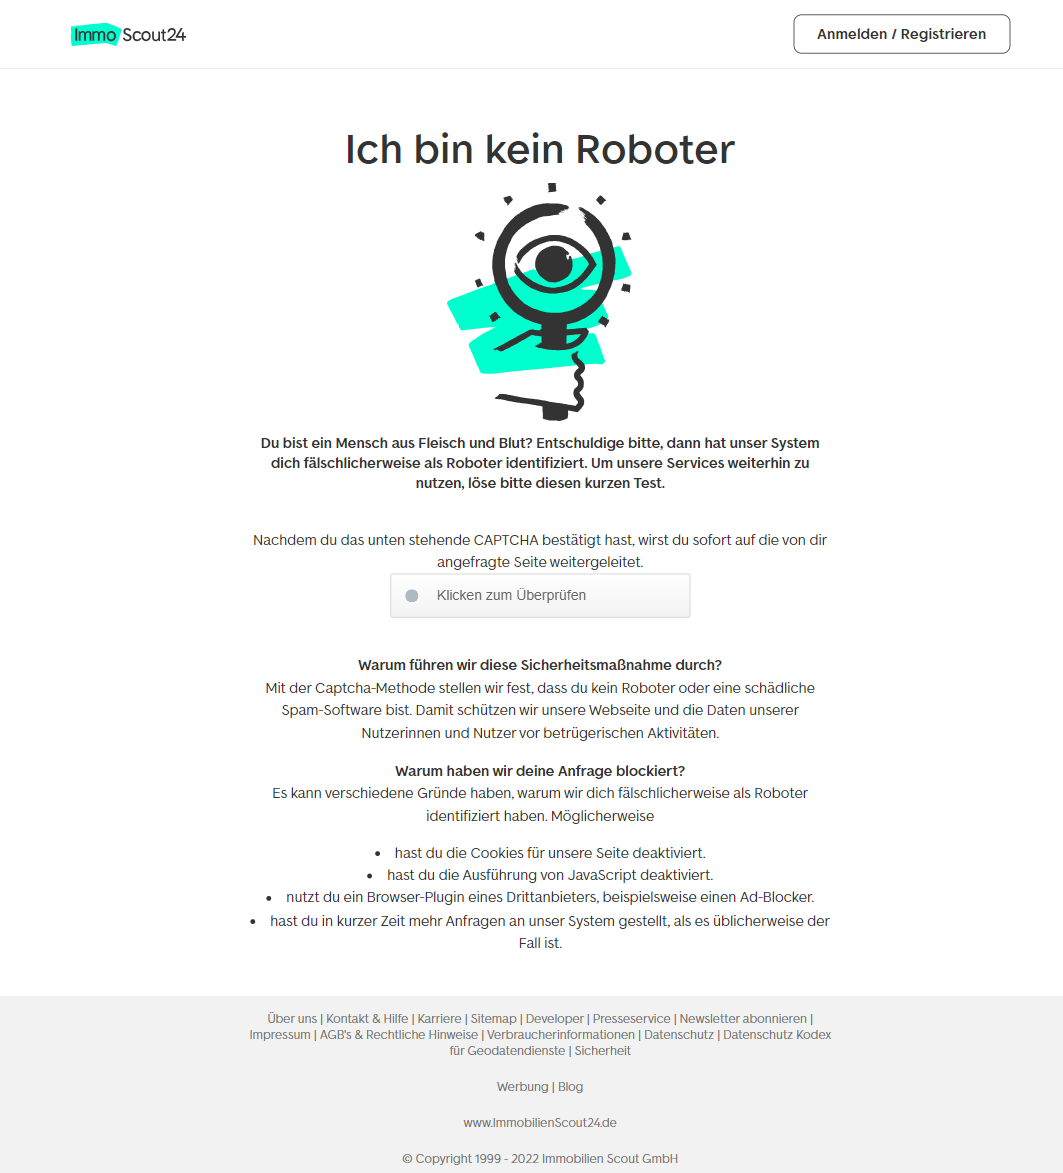 Immo Scout24
Anmelden / Registrieren
Ich bin kein Roboter
Du bist ein Mensch aus Fleisch und Blut? Entschuldige bitte, dann hat unser System
dich fälschlicherweise als Roboter identifiziert. Um unsere Services weiterhin zu
nutzen, löse bitte diesen kurzen Test.
Nachdem du das unten stehende CAPTCHA bestätigt hast, wirst du sofort auf die von dir
angefragte Seite weitergeleitet.
Klicken zum Überprüfen
Warum führen wir diese Sicherheitsmaßnahme durch?
Mit der Captcha-Methode stellen wir fest, dass du kein Roboter oder eine schädliche
Spam-Software bist. Damit schützen wir unsere Webseite und die Daten unserer
Nutzerinnen und Nutzer vor betrügerischen Aktivitäten.
Warum haben wir deine Anfrage blockiert?
Es kann verschiedene Gründe haben, warum wir dich fälschlicherweise als Roboter
identifiziert haben. Möglicherweise
• hast du die Cookies für unsere Seite deaktiviert.
• hast du die Ausführung von JavaScript deaktiviert.
• nutzt du ein Browser-Plugin eines Drittanbieters, beispielsweise einen Ad-Blocker.
• hast du in kurzer Zeit mehr Anfragen an unser System gestellt, als es üblicherweise der
Fall ist.
Über uns | Kontakt & Hilfe | Karriere | Sitemap | Developer | Presseservice | Newsletter abonnieren |
Impressum | AGB's & Rechtliche Hinweise | Verbraucherinformationen | Datenschutz | Datenschutz Kodex
für Geodatendienste | Sicherheit
Werbung | Blog
www.ImmobilienScout24.de
© Copyright 1999 - 2022 Immobilien Scout GmbH